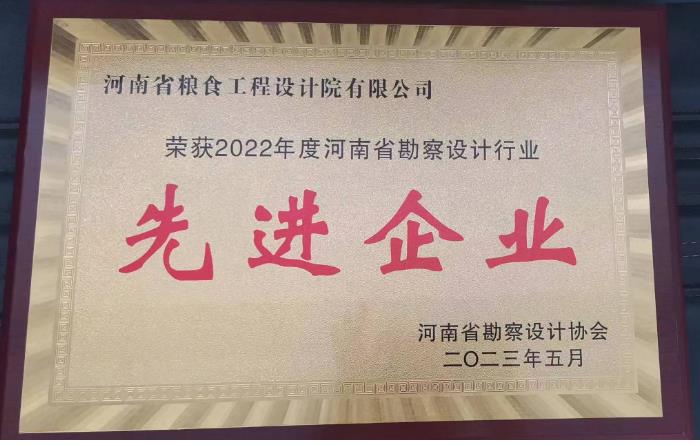 河南省粮食工程设计院有限公司
荣获2022年度河南省勘察设计行业
先进企业
河南省勘察设计协会
二〇二三年五月